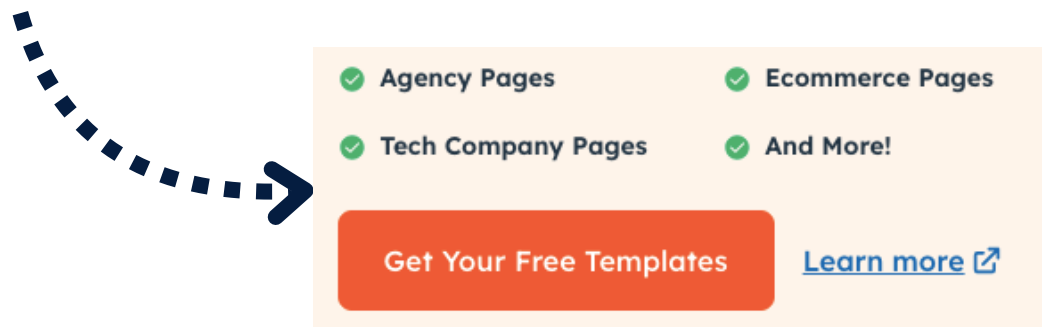 Agency Pages
Ecommerce Pages
Tech Company Pages
And More!
Get Your Free Templates
Learn more